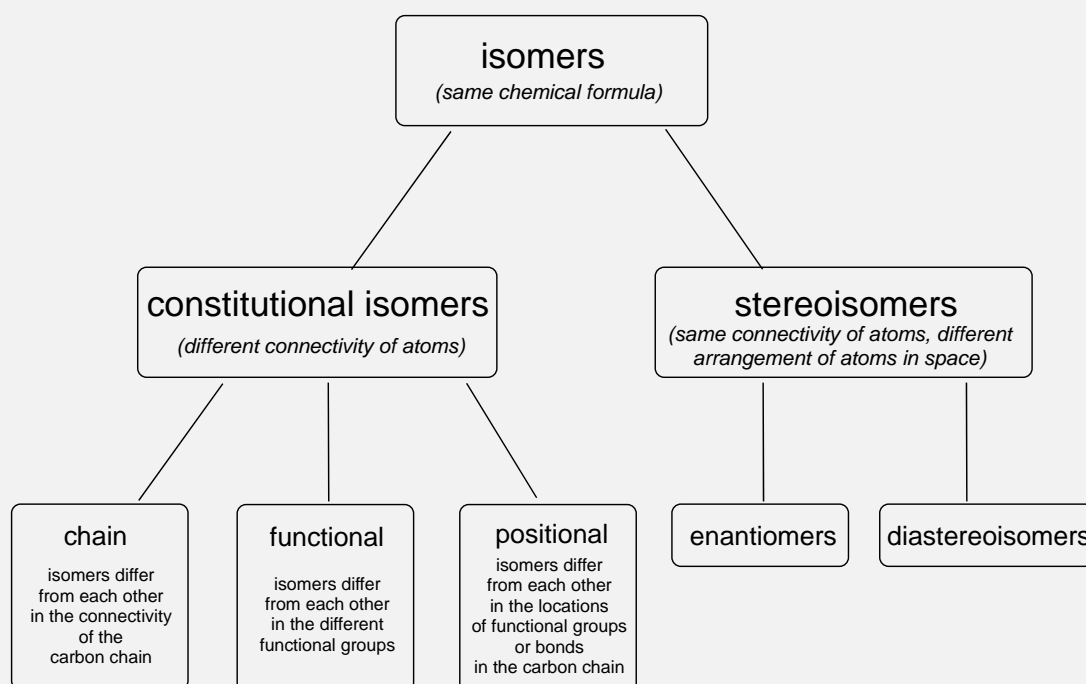 isomers
(same chemical formula)
constitutional isomers
(different connectivity of atoms)
stereoisomers
(same connectivity of atoms, different
arrangement of atoms in space)
chain
isomers differ
from each other
in the connectivity
of the
carbon chain
functional
isomers differ
from each other
in the different
functional groups
positional
isomers differ
from each other
in the locations
of functional groups
or bonds
in the carbon chain
enantiomers
diastereoisomers